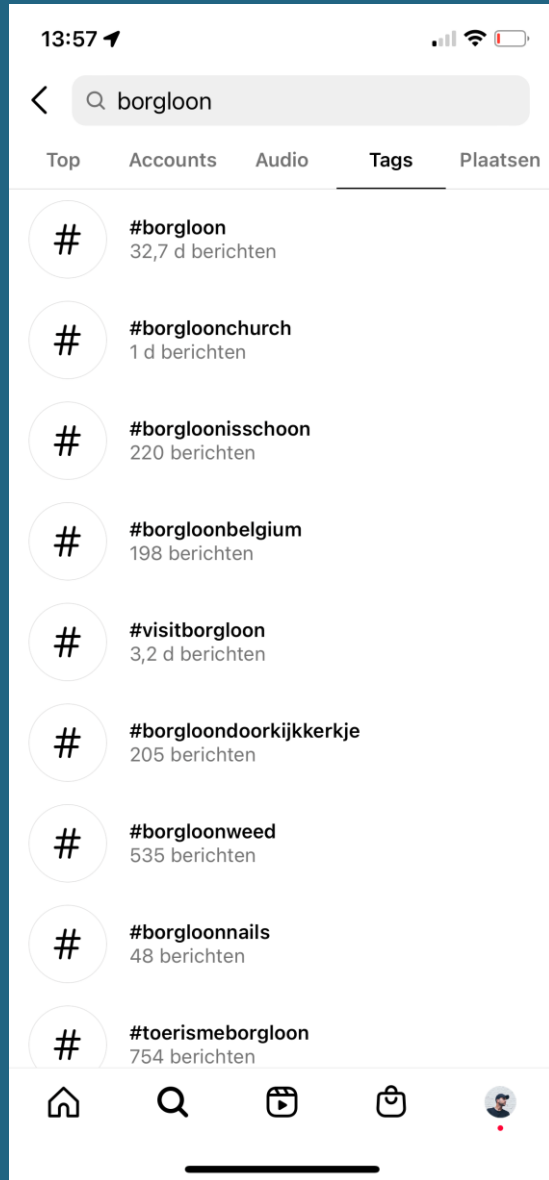 13:57
borgloon
Top Accounts Audio Tags Plaatsen
# #borgloon
32,7 d berichten
# #borgloonchurch
1 d berichten
# #borgloonisschoon
220 berichten
# #borgloonbelgium
198 berichten
# #visitborgloon
3,2 d berichten
# #borgloondoorkijkkerkje
205 berichten
# #borgloonweed
535 berichten
# #borgloonnails
48 berichten
# #toerismeborgloon
754 berichten